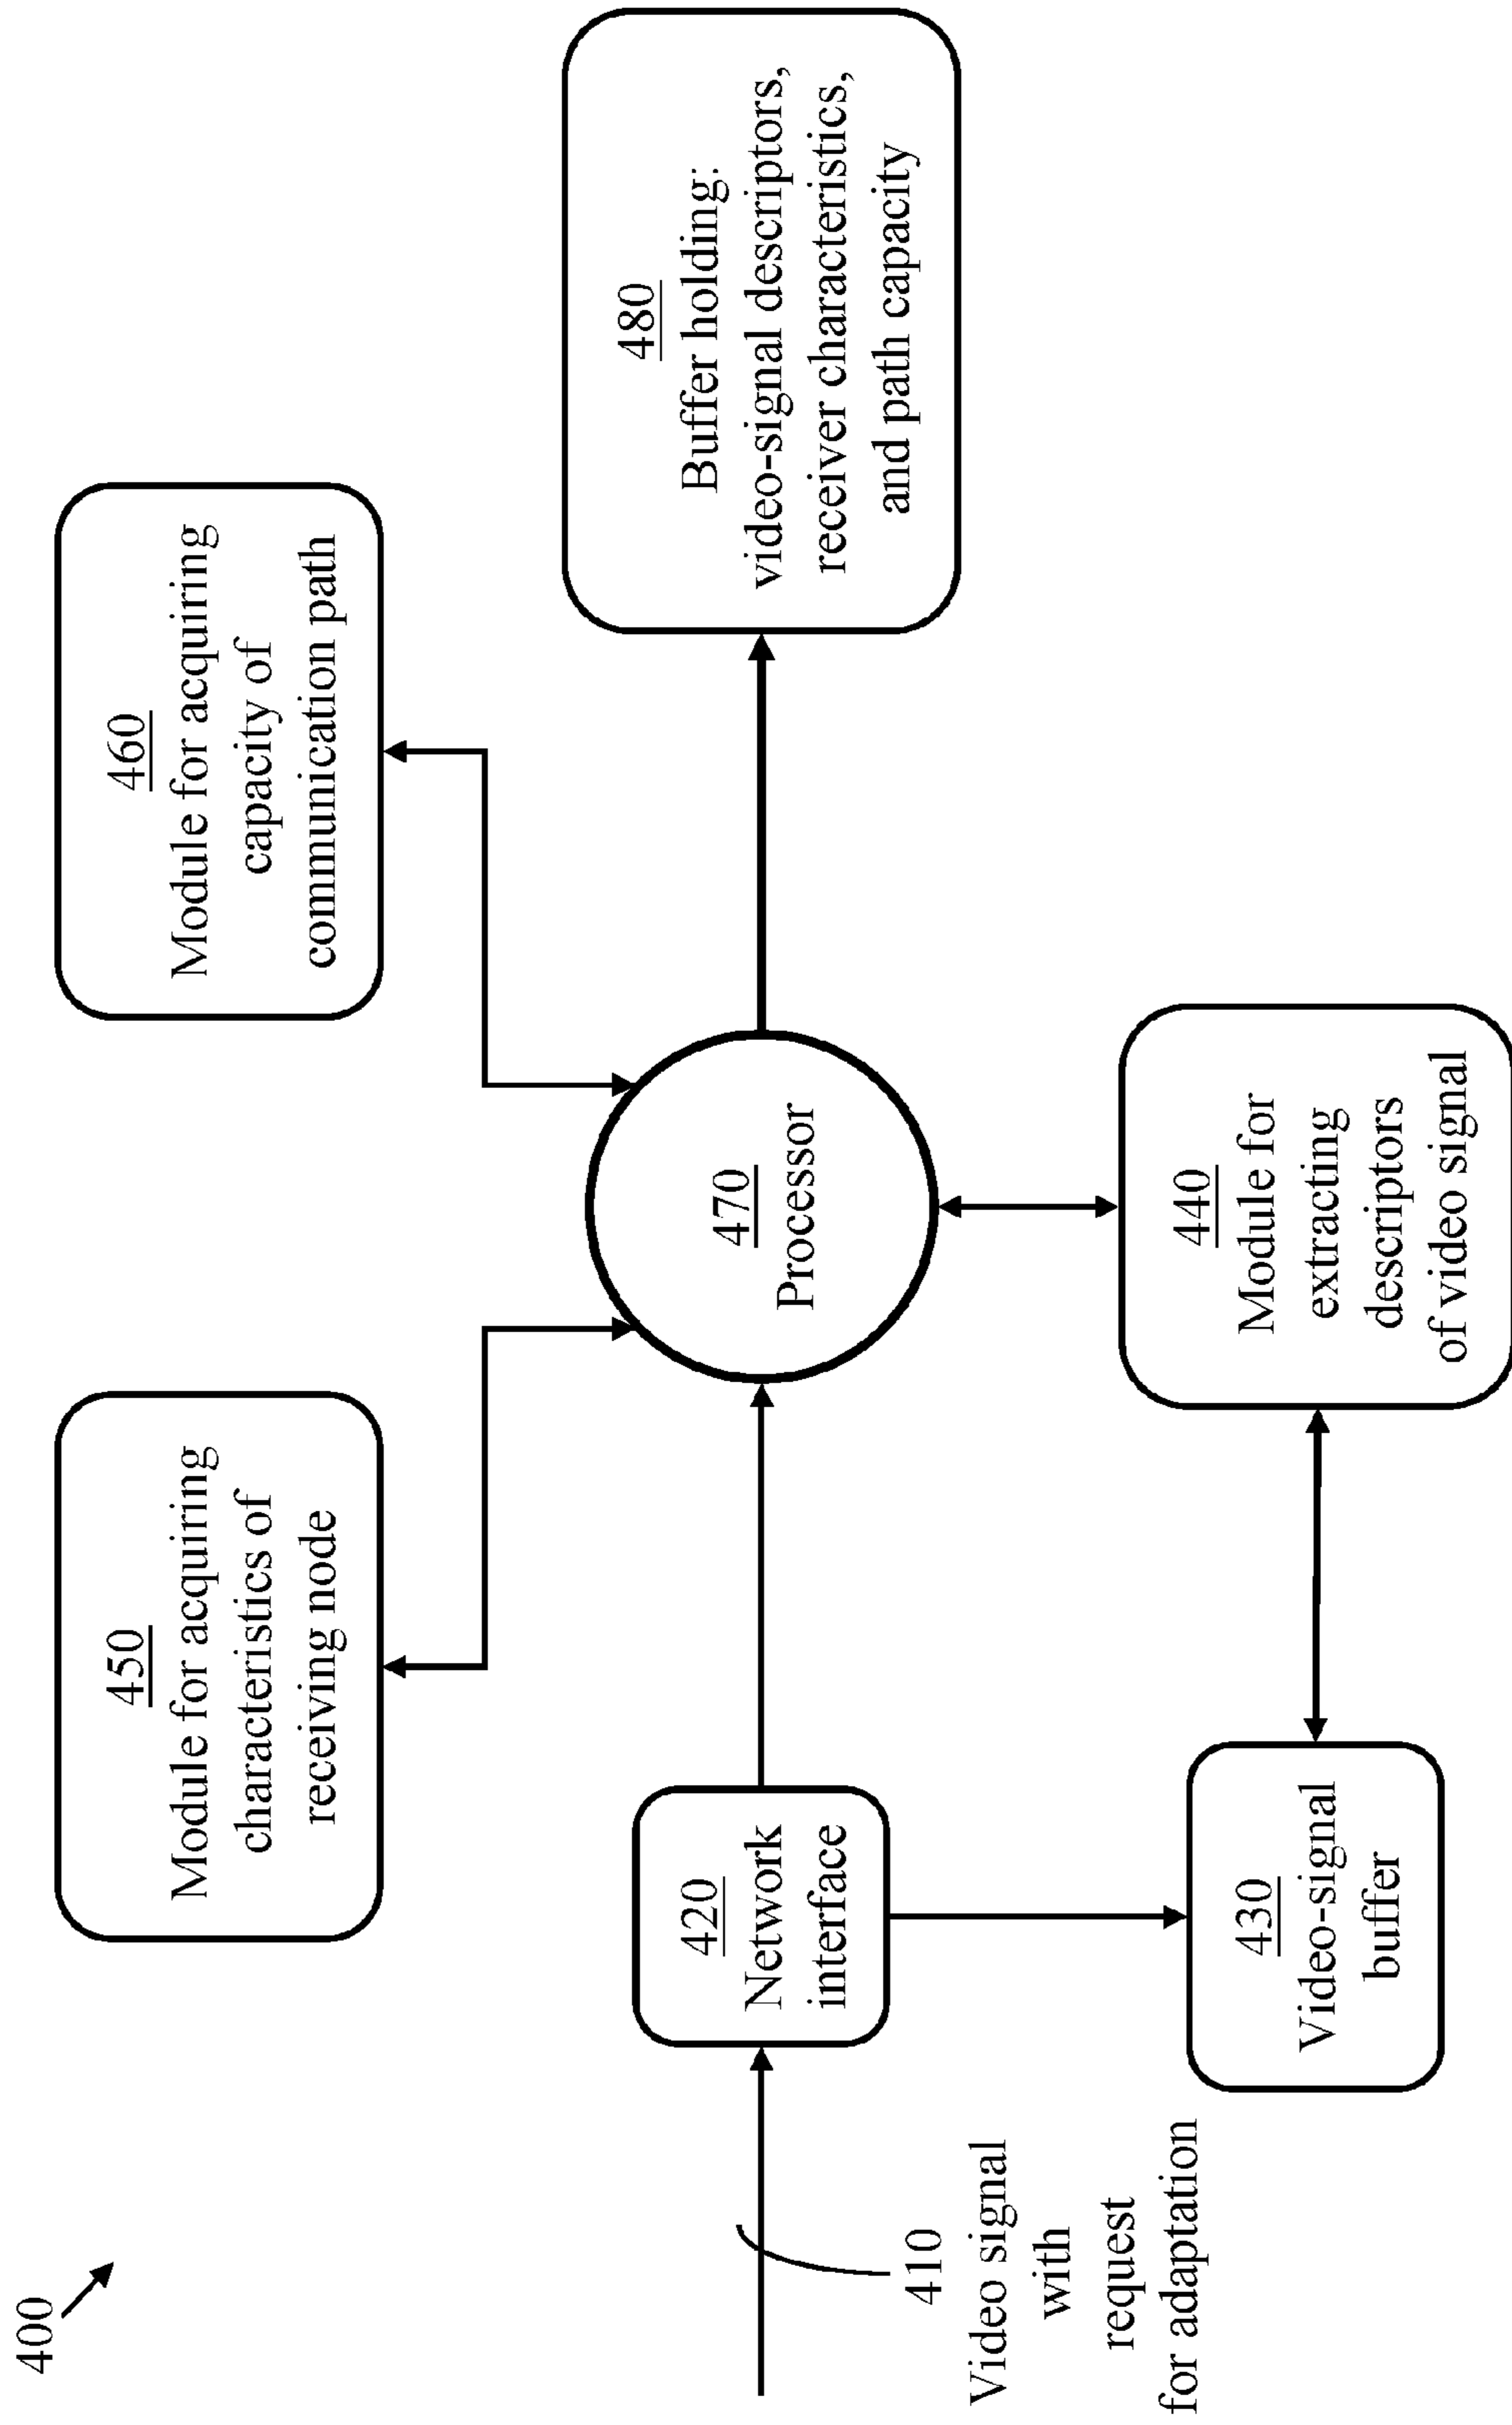 400
450
Module for acquiring
characteristics of
receiving node
460
Module for acquiring
capacity of
communication path
410
Video signal
with
request
for adaptation
420
Network
interface
470
Processor
480
Buffer holding:
video-signal descriptors,
receiver characteristics,
and path capacity
430
Video-signal
buffer
440
Module for
extracting
descriptors
of video signal